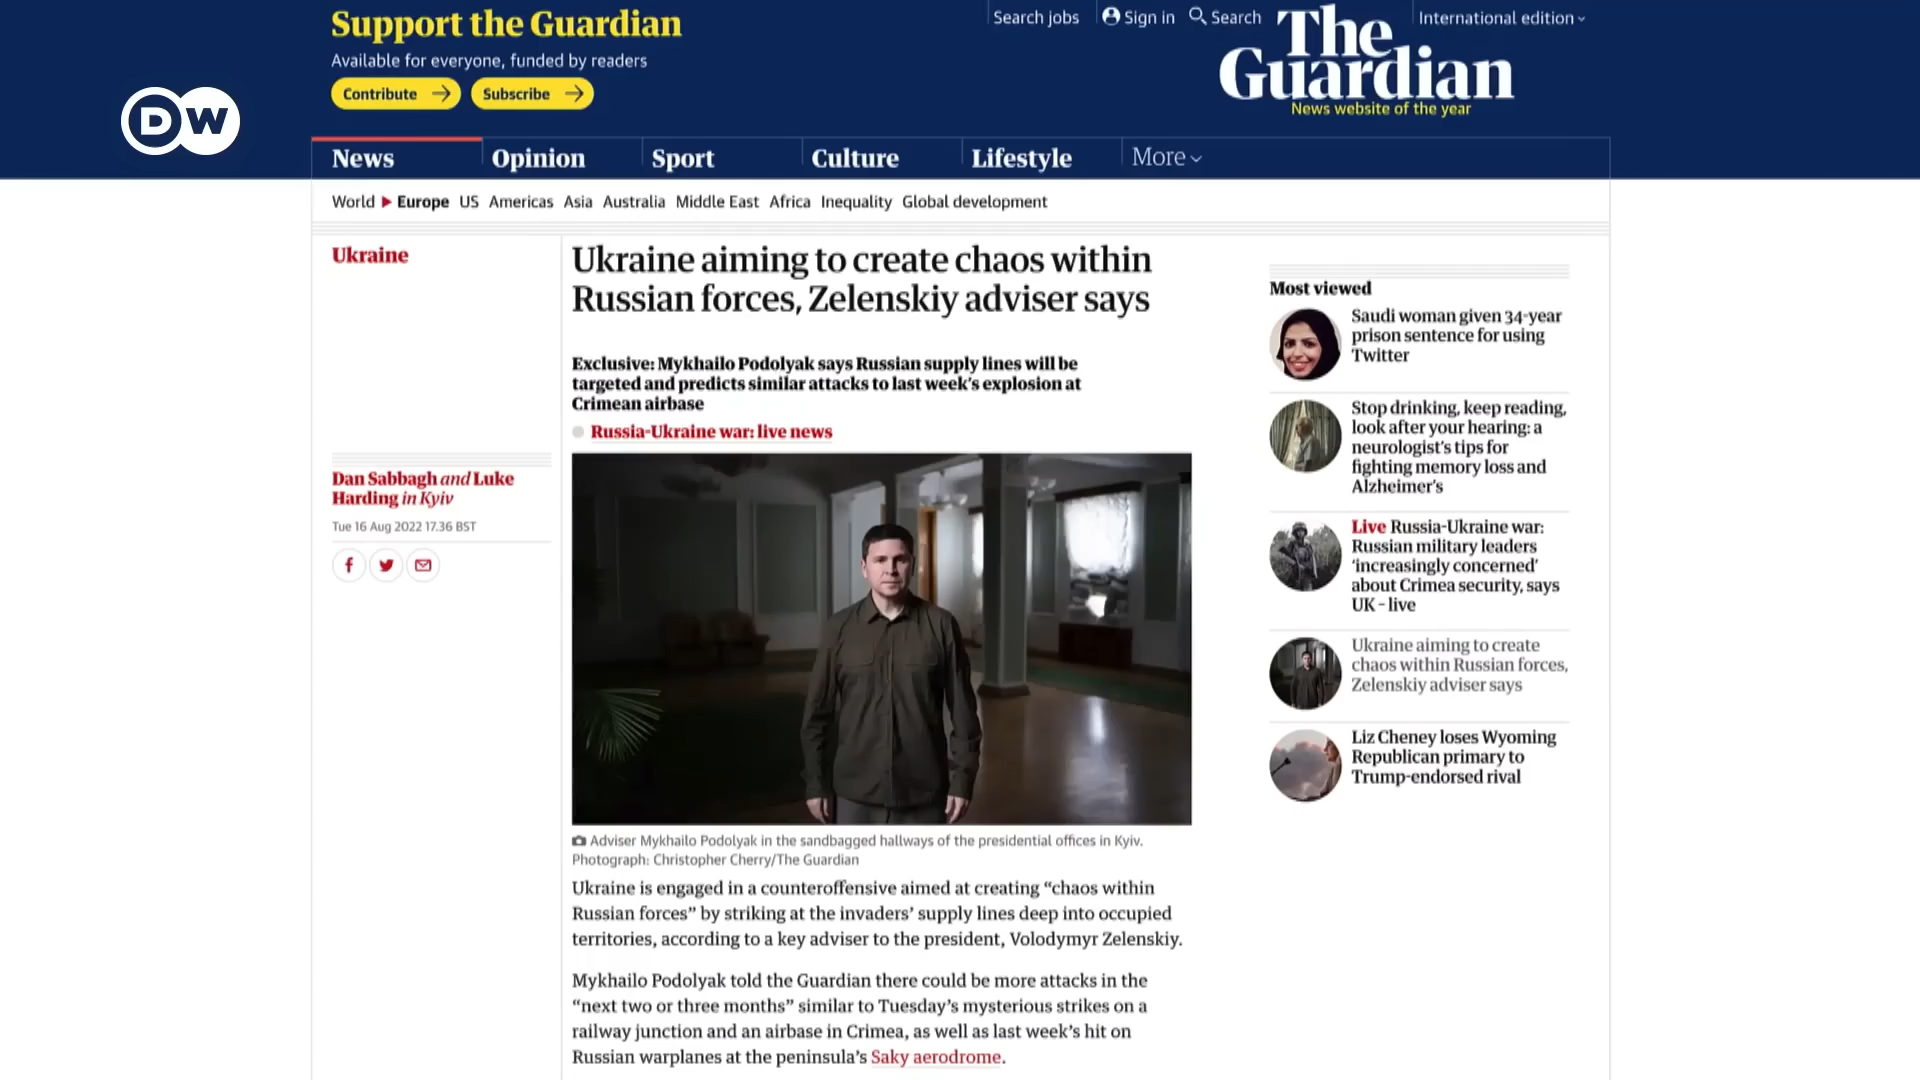 Support the Guardian
Available for everyone, funded by readers
Contribute
Subscribe
Search jobs
Sign in
Search
International edition
The
Guardian
News website of the year
DW
News
Opinion
Sport
Culture
Lifestyle
More
World
Europe
US
Americas
Asia
Australia
Middle East
Africa
Inequality
Global development
Ukraine
Dan Sabbagh and Luke
Harding in Kyiv
Tue 16 Aug 2022 17.36 BST
Ukraine aiming to create chaos within
Russian forces, Zelenskiy adviser says
Exclusive: Mykhailo Podolyak says Russian supply lines will be
targeted and predicts similar attacks to last week's explosion at
Crimean airbase
Russia-Ukraine war: live news
Adviser Mykhailo Podolyak in the sandbagged hallways of the presidential offices in Kyiv.
Photograph: Christopher Cherry/The Guardian
Ukraine is engaged in a counteroffensive aimed at creating “chaos within
Russian forces” by striking at the invaders’ supply lines deep into occupied
territories, according to a key adviser to the president, Volodymyr Zelenskiy.
Mykhailo Podolyak told the Guardian there could be more attacks in the
“next two or three months” similar to Tuesday’s mysterious strikes on a
railway junction and an airbase in Crimea, as well as last week’s hit on
Russian warplanes at the peninsula’s Saky aerodrome.
Most viewed
Saudi woman given 34-year
prison sentence for using
Twitter
Stop drinking, keep reading,
look after your hearing: a
neurologist’s tips for
fighting memory loss and
Alzheimer’s
Live Russia-Ukraine war:
Russian military leaders
‘increasingly concerned’
about Crimea security, says
UK – live
Ukraine aiming to create
chaos within Russian forces,
Zelenskiy adviser says
Liz Cheney loses Wyoming
Republican primary to
Trump-endorsed rival